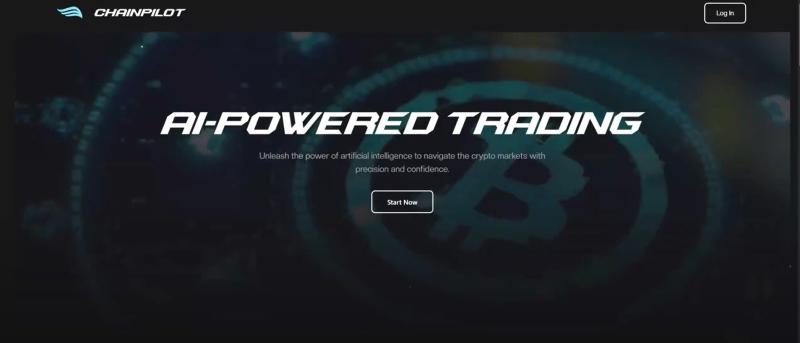 CHAINPILOT
Log In
AI-POWERED TRADING
Unleash the power of artificial intelligence to navigate the crypto markets with
precision and confidence.
Start Now